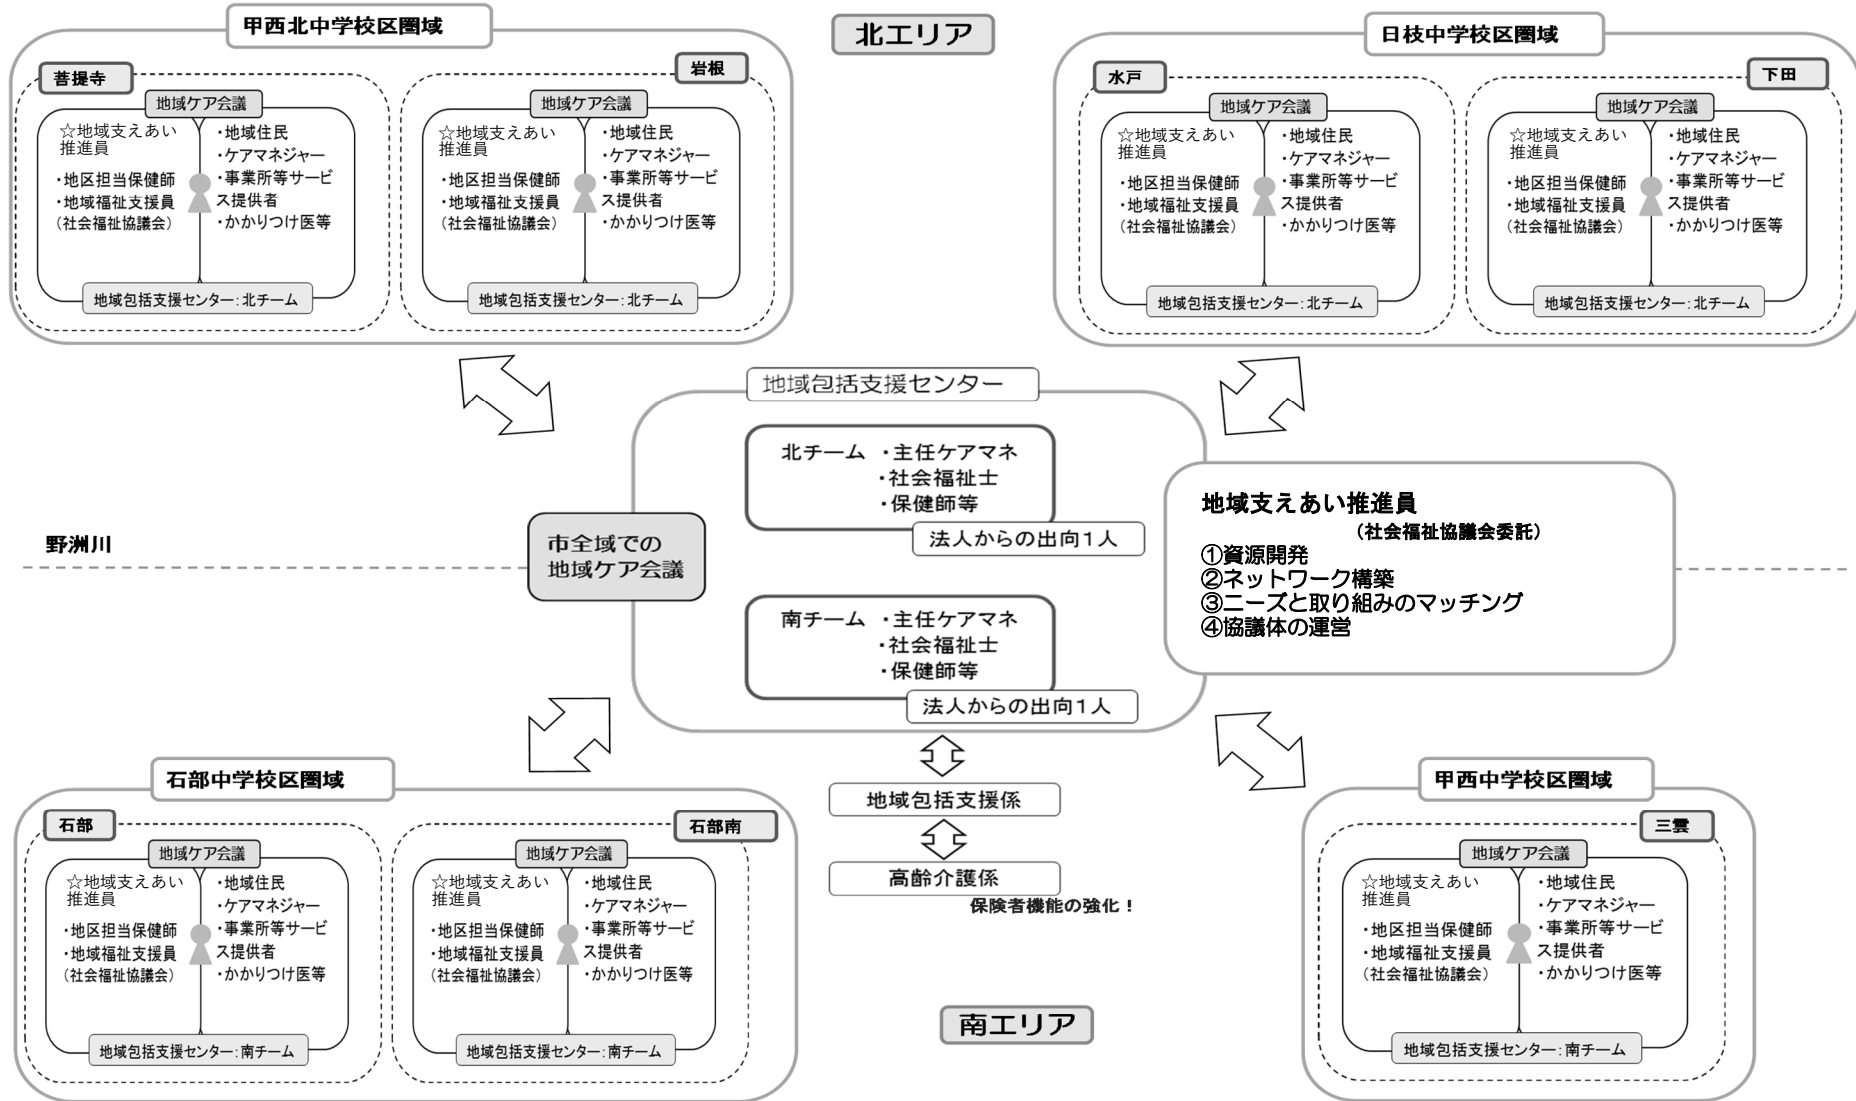 甲西北中学校区圏域
北エリア
日枝中学校区圏域
菩提寺
地域ケア会議
☆地域支えあい
推進員
・地区担当保健師
・地域福祉支援員
（社会福祉協議会）
・地域住民
・ケアマネジャー
・事業所等サービ
ス提供者
・かかりつけ医等
地域包括支援センター：北チーム
岩根
地域ケア会議
☆地域支えあい
推進員
・地区担当保健師
・地域福祉支援員
（社会福祉協議会）
・地域住民
・ケアマネジャー
・事業所等サービ
ス提供者
・かかりつけ医等
地域包括支援センター：北チーム
水戸
地域ケア会議
☆地域支えあい
推進員
・地区担当保健師
・地域福祉支援員
（社会福祉協議会）
・地域住民
・ケアマネジャー
・事業所等サービ
ス提供者
・かかりつけ医等
地域包括支援センター：北チーム
下田
地域ケア会議
☆地域支えあい
推進員
・地区担当保健師
・地域福祉支援員
（社会福祉協議会）
・地域住民
・ケアマネジャー
・事業所等サービ
ス提供者
・かかりつけ医等
地域包括支援センター：北チーム
地域包括支援センター
北チーム ・主任ケアマネ
・社会福祉士
・保健師等
法人からの出向１人
野洲川
市全域での
地域ケア会議
南チーム ・主任ケアマネ
・社会福祉士
・保健師等
法人からの出向１人
地域支えあい推進員
（社会福祉協議会委託）
①資源開発
②ネットワーク構築
③ニーズと取り組みのマッチング
④協議体の運営
地域包括支援係
高齢介護係
保険者機能の強化！
石部中学校区圏域
石部
地域ケア会議
☆地域支えあい
推進員
・地区担当保健師
・地域福祉支援員
（社会福祉協議会）
・地域住民
・ケアマネジャー
・事業所等サービ
ス提供者
・かかりつけ医等
地域包括支援センター：南チーム
石部南
地域ケア会議
☆地域支えあい
推進員
・地区担当保健師
・地域福祉支援員
（社会福祉協議会）
・地域住民
・ケアマネジャー
・事業所等サービ
ス提供者
・かかりつけ医等
地域包括支援センター：南チーム
南エリア
甲西中学校区圏域
三雲
地域ケア会議
☆地域支えあい
推進員
・地区担当保健師
・地域福祉支援員
（社会福祉協議会）
・地域住民
・ケアマネジャー
・事業所等サービ
ス提供者
・かかりつけ医等
地域包括支援センター：南チーム